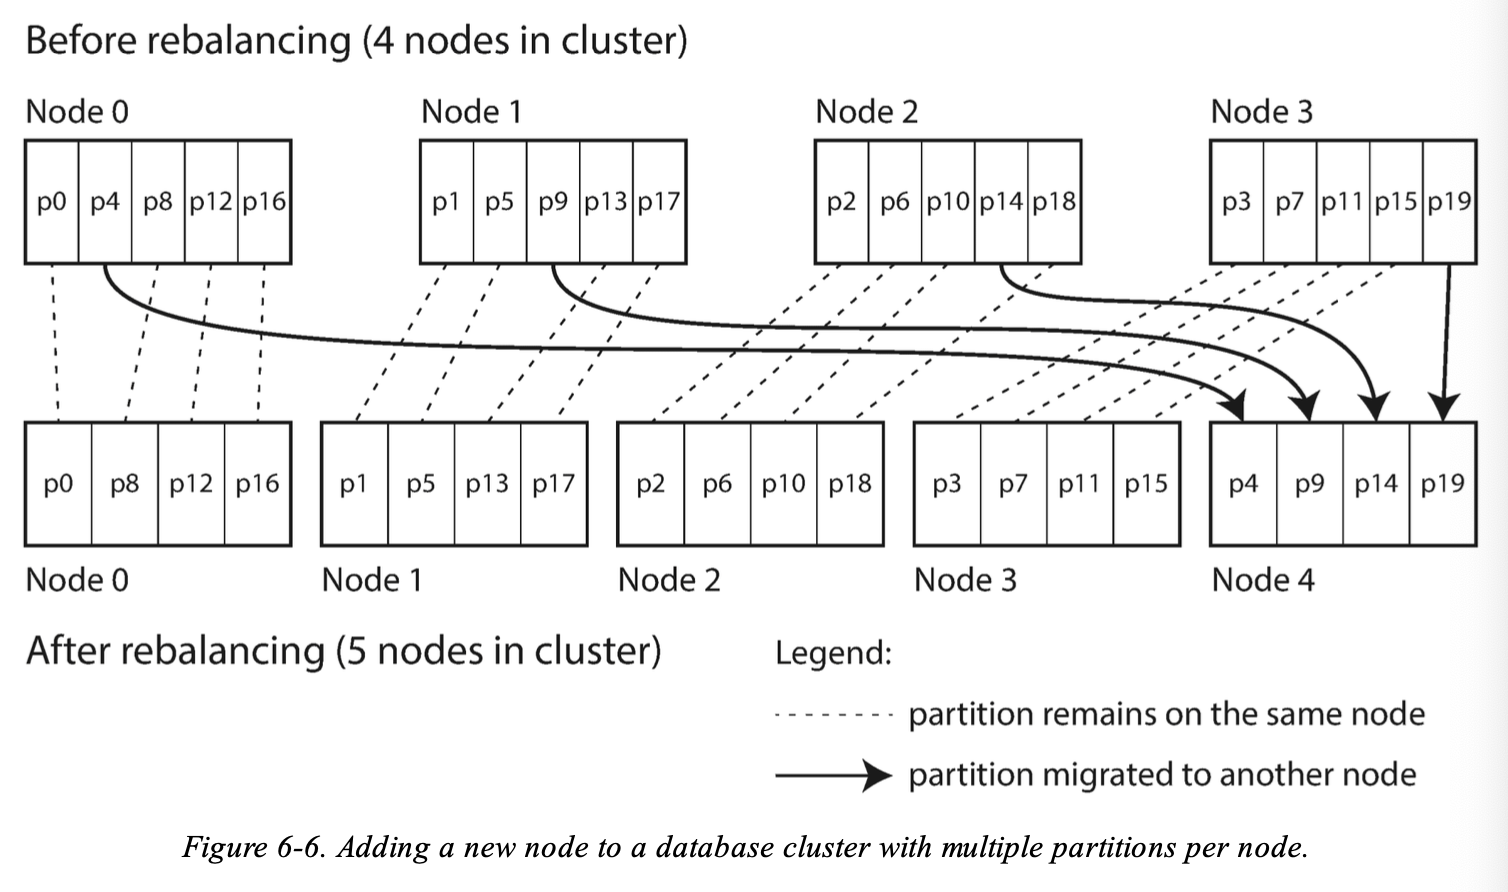 Before rebalancing (4 nodes in cluster)
Node 0 Node 1 Node 2 Node 3
p0 p4 p8 p12 p16 p1 p5 p9 p13 p17 p2 p6 p10 p14 p18 p3 p7 p11 p15 p19
p0 p8 p12 p16 p1 p5 p13 p17 p2 p6 p10 p18 p3 p7 p11 p15 p4 p9 p14 p19
Node 0 Node 1 Node 2 Node 3 Node 4
After rebalancing (5 nodes in cluster)
Legend:
partition remains on the same node
partition migrated to another node
Figure 6-6. Adding a new node to a database cluster with multiple partitions per node.